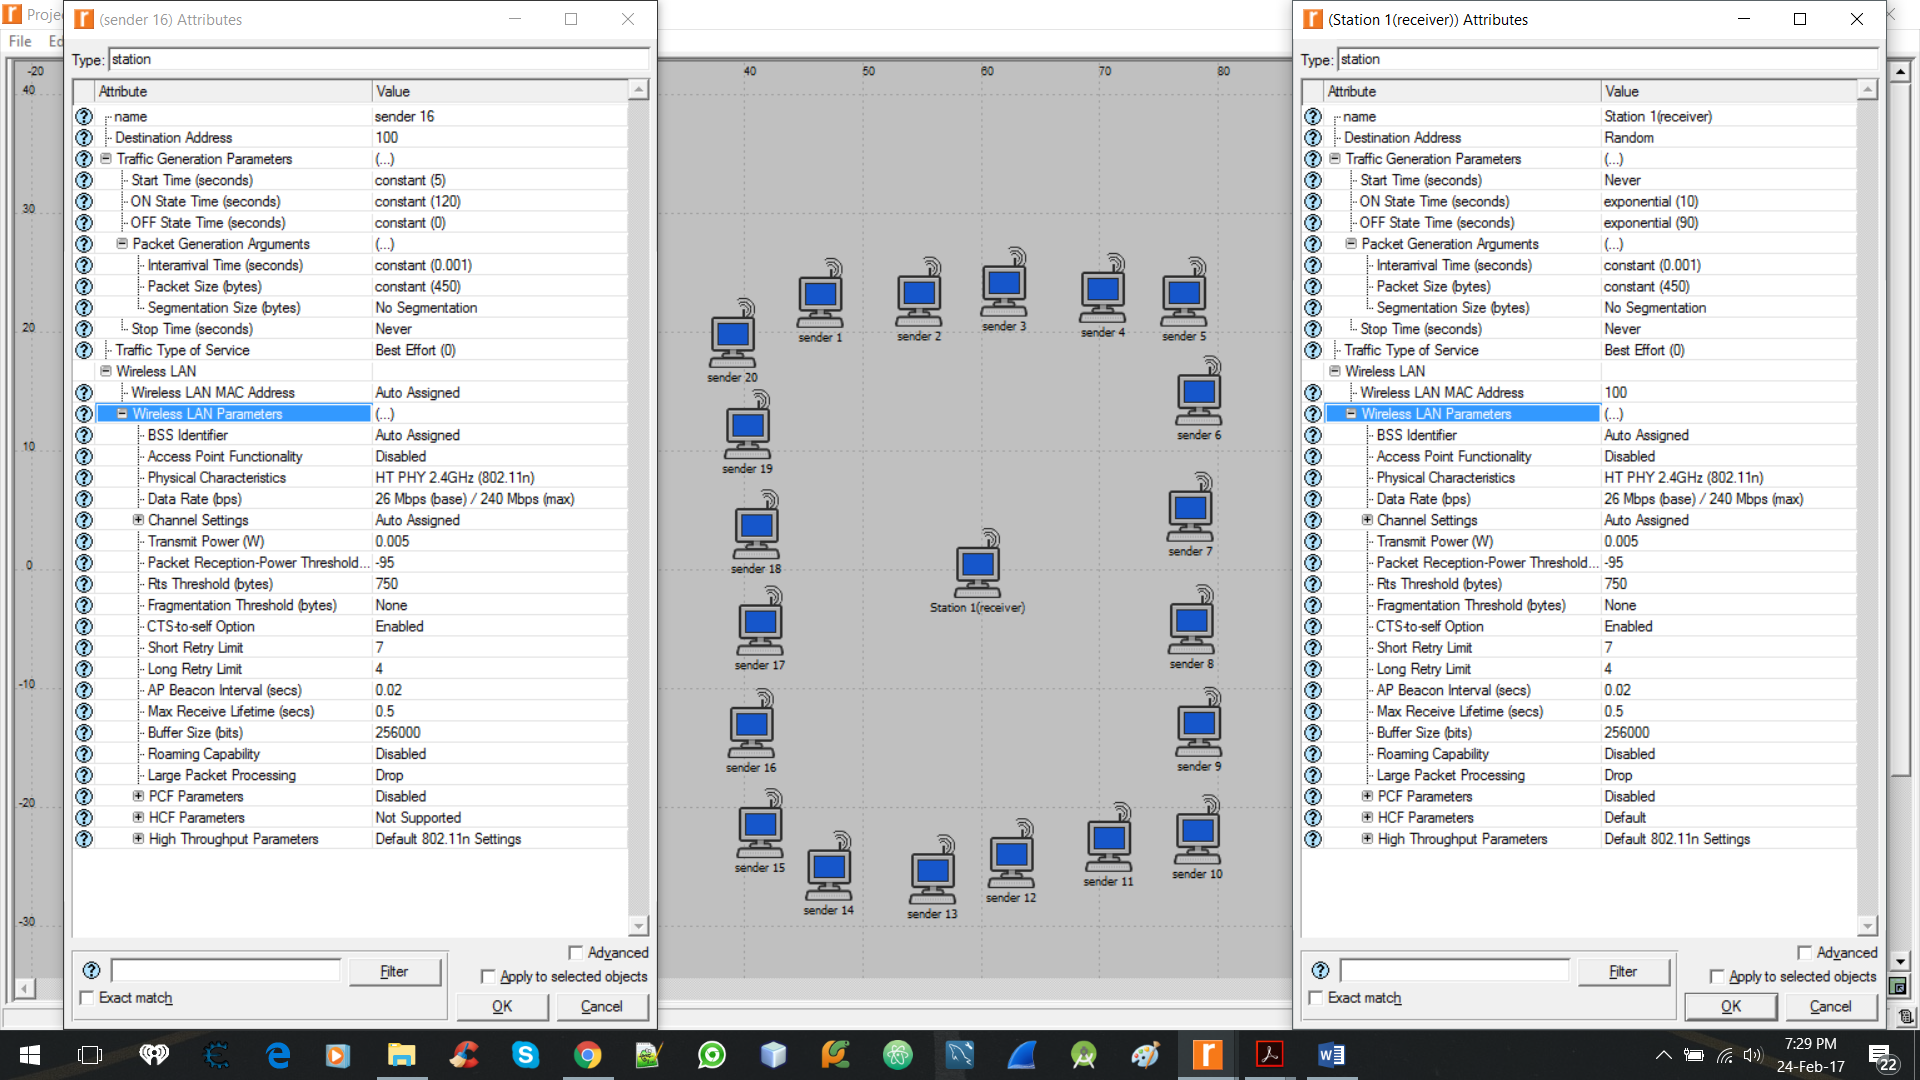 Proje
File Ed
(sender 16) Attributes
Type: station
Attribute Value
name sender 16
Destination Address 100
Traffic Generation Parameters (...)
Start Time (seconds) constant (5)
ON State Time (seconds) constant (120)
OFF State Time (seconds) constant (0)
Packet Generation Arguments (...)
Interarrival Time (seconds) constant (0.001)
Packet Size (bytes) constant (450)
Segmentation Size (bytes) No Segmentation
Stop Time (seconds) Never
Traffic Type of Service Best Effort (0)
Wireless LAN
Wireless LAN MAC Address Auto Assigned
Wireless LAN Parameters (...)
BSS Identifier Auto Assigned
Access Point Functionality Disabled
Physical Characteristics HT PHY 2.4GHz (802.11n)
Data Rate (bps) 26 Mbps (base) / 240 Mbps (max)
Channel Settings Auto Assigned
Transmit Power (W) 0.005
Packet Reception-Power Threshold... -95
Rts Threshold (bytes) 750
Fragmentation Threshold (bytes) None
CTS-to-self Option Enabled
Short Retry Limit 7
Long Retry Limit 4
AP Beacon Interval (secs) 0.02
Max Receive Lifetime (secs) 0.5
Buffer Size (bits) 256000
Roaming Capability Disabled
Large Packet Processing Drop
PCF Parameters Disabled
HCF Parameters Not Supported
High Throughput Parameters Default 802.11n Settings
Advanced
Filter
Apply to selected objects
Exact match
OK Cancel
-20 40 50 60 70 80
40
30
20
10
0
-10
-20
-30
sender 1
sender 2
sender 3
sender 4
sender 5
sender 20
sender 6
sender 19
sender 7
sender 18
Station 1(receiver)
sender 17
sender 8
sender 16
sender 9
sender 15
sender 14
sender 13
sender 12
sender 11
sender 10
(Station 1(receiver)) Attributes
Type: station
Attribute Value
name Station 1(receiver)
Destination Address Random
Traffic Generation Parameters (...)
Start Time (seconds) Never
ON State Time (seconds) exponential (10)
OFF State Time (seconds) exponential (90)
Packet Generation Arguments (...)
Interarrival Time (seconds) constant (0.001)
Packet Size (bytes) constant (450)
Segmentation Size (bytes) No Segmentation
Stop Time (seconds) Never
Traffic Type of Service Best Effort (0)
Wireless LAN
Wireless LAN MAC Address 100
Wireless LAN Parameters (...)
BSS Identifier Auto Assigned
Access Point Functionality Disabled
Physical Characteristics HT PHY 2.4GHz (802.11n)
Data Rate (bps) 26 Mbps (base) / 240 Mbps (max)
Channel Settings Auto Assigned
Transmit Power (W) 0.005
Packet Reception-Power Threshold... -95
Rts Threshold (bytes) 750
Fragmentation Threshold (bytes) None
CTS-to-self Option Enabled
Short Retry Limit 7
Long Retry Limit 4
AP Beacon Interval (secs) 0.02
Max Receive Lifetime (secs) 0.5
Buffer Size (bits) 256000
Roaming Capability Disabled
Large Packet Processing Drop
PCF Parameters Disabled
HCF Parameters Default
High Throughput Parameters Default 802.11n Settings
Advanced
Filter
Apply to selected objects
Exact match
OK Cancel
7:29 PM
24-Feb-17
22